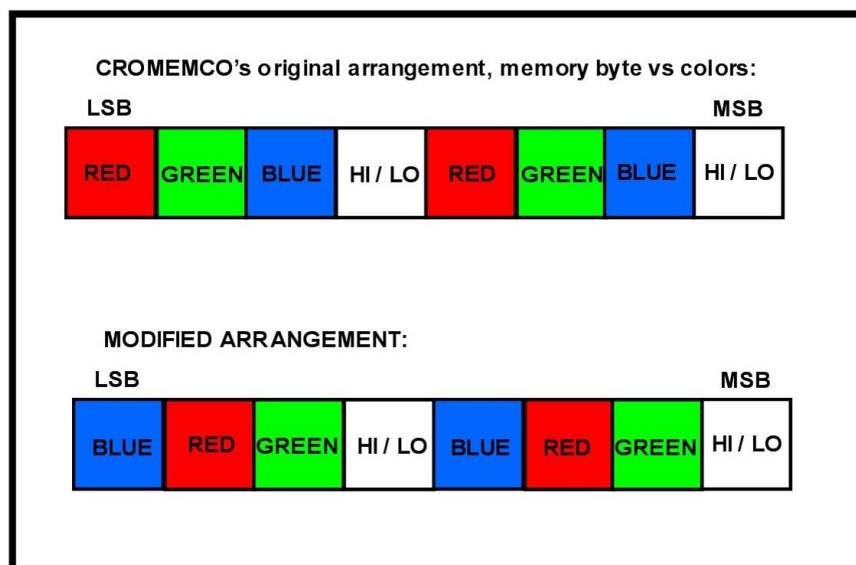 CROMEMCO's original arrangement, memory byte vs colors:
LSB MSB
RED GREEN BLUE HI / LO RED GREEN BLUE HI / LO
MODIFIED ARRANGEMENT:
LSB MSB
BLUE RED GREEN HI / LO BLUE RED GREEN HI / LO